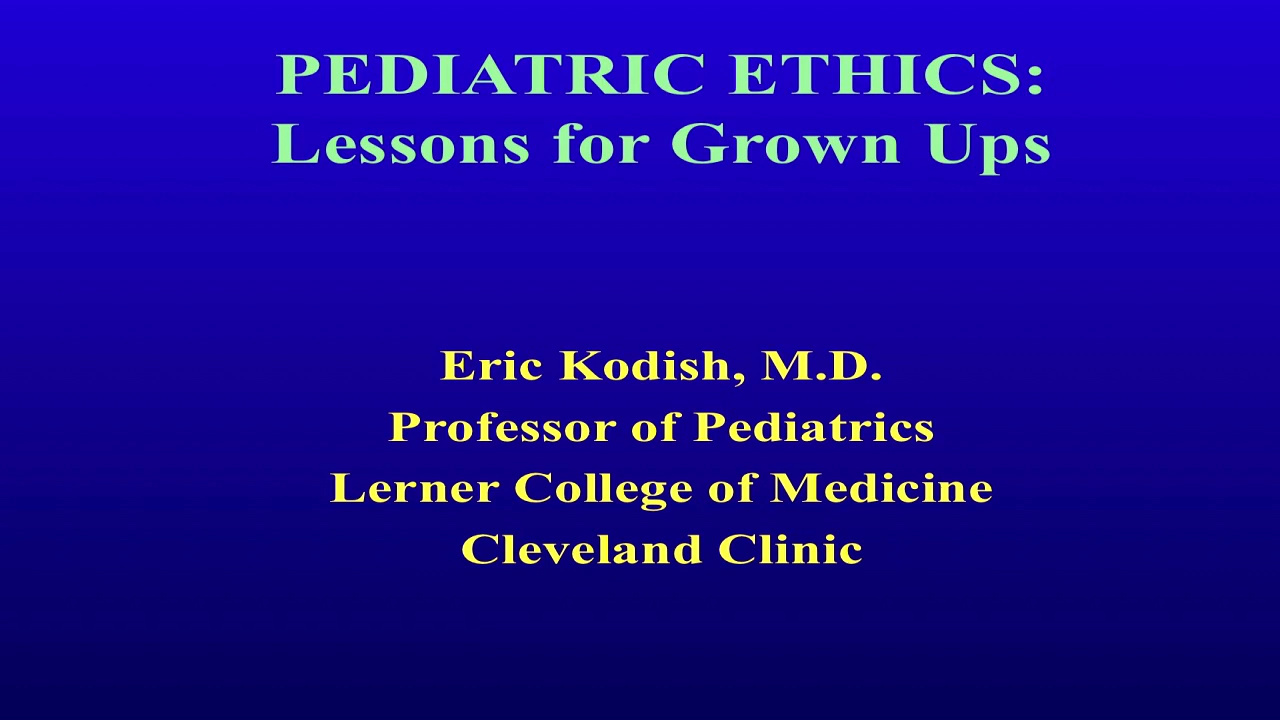 PEDIATRIC ETHICS:
Lessons for Grown Ups
Eric Kodish, M.D.
Professor of Pediatrics
Lerner College of Medicine
Cleveland Clinic